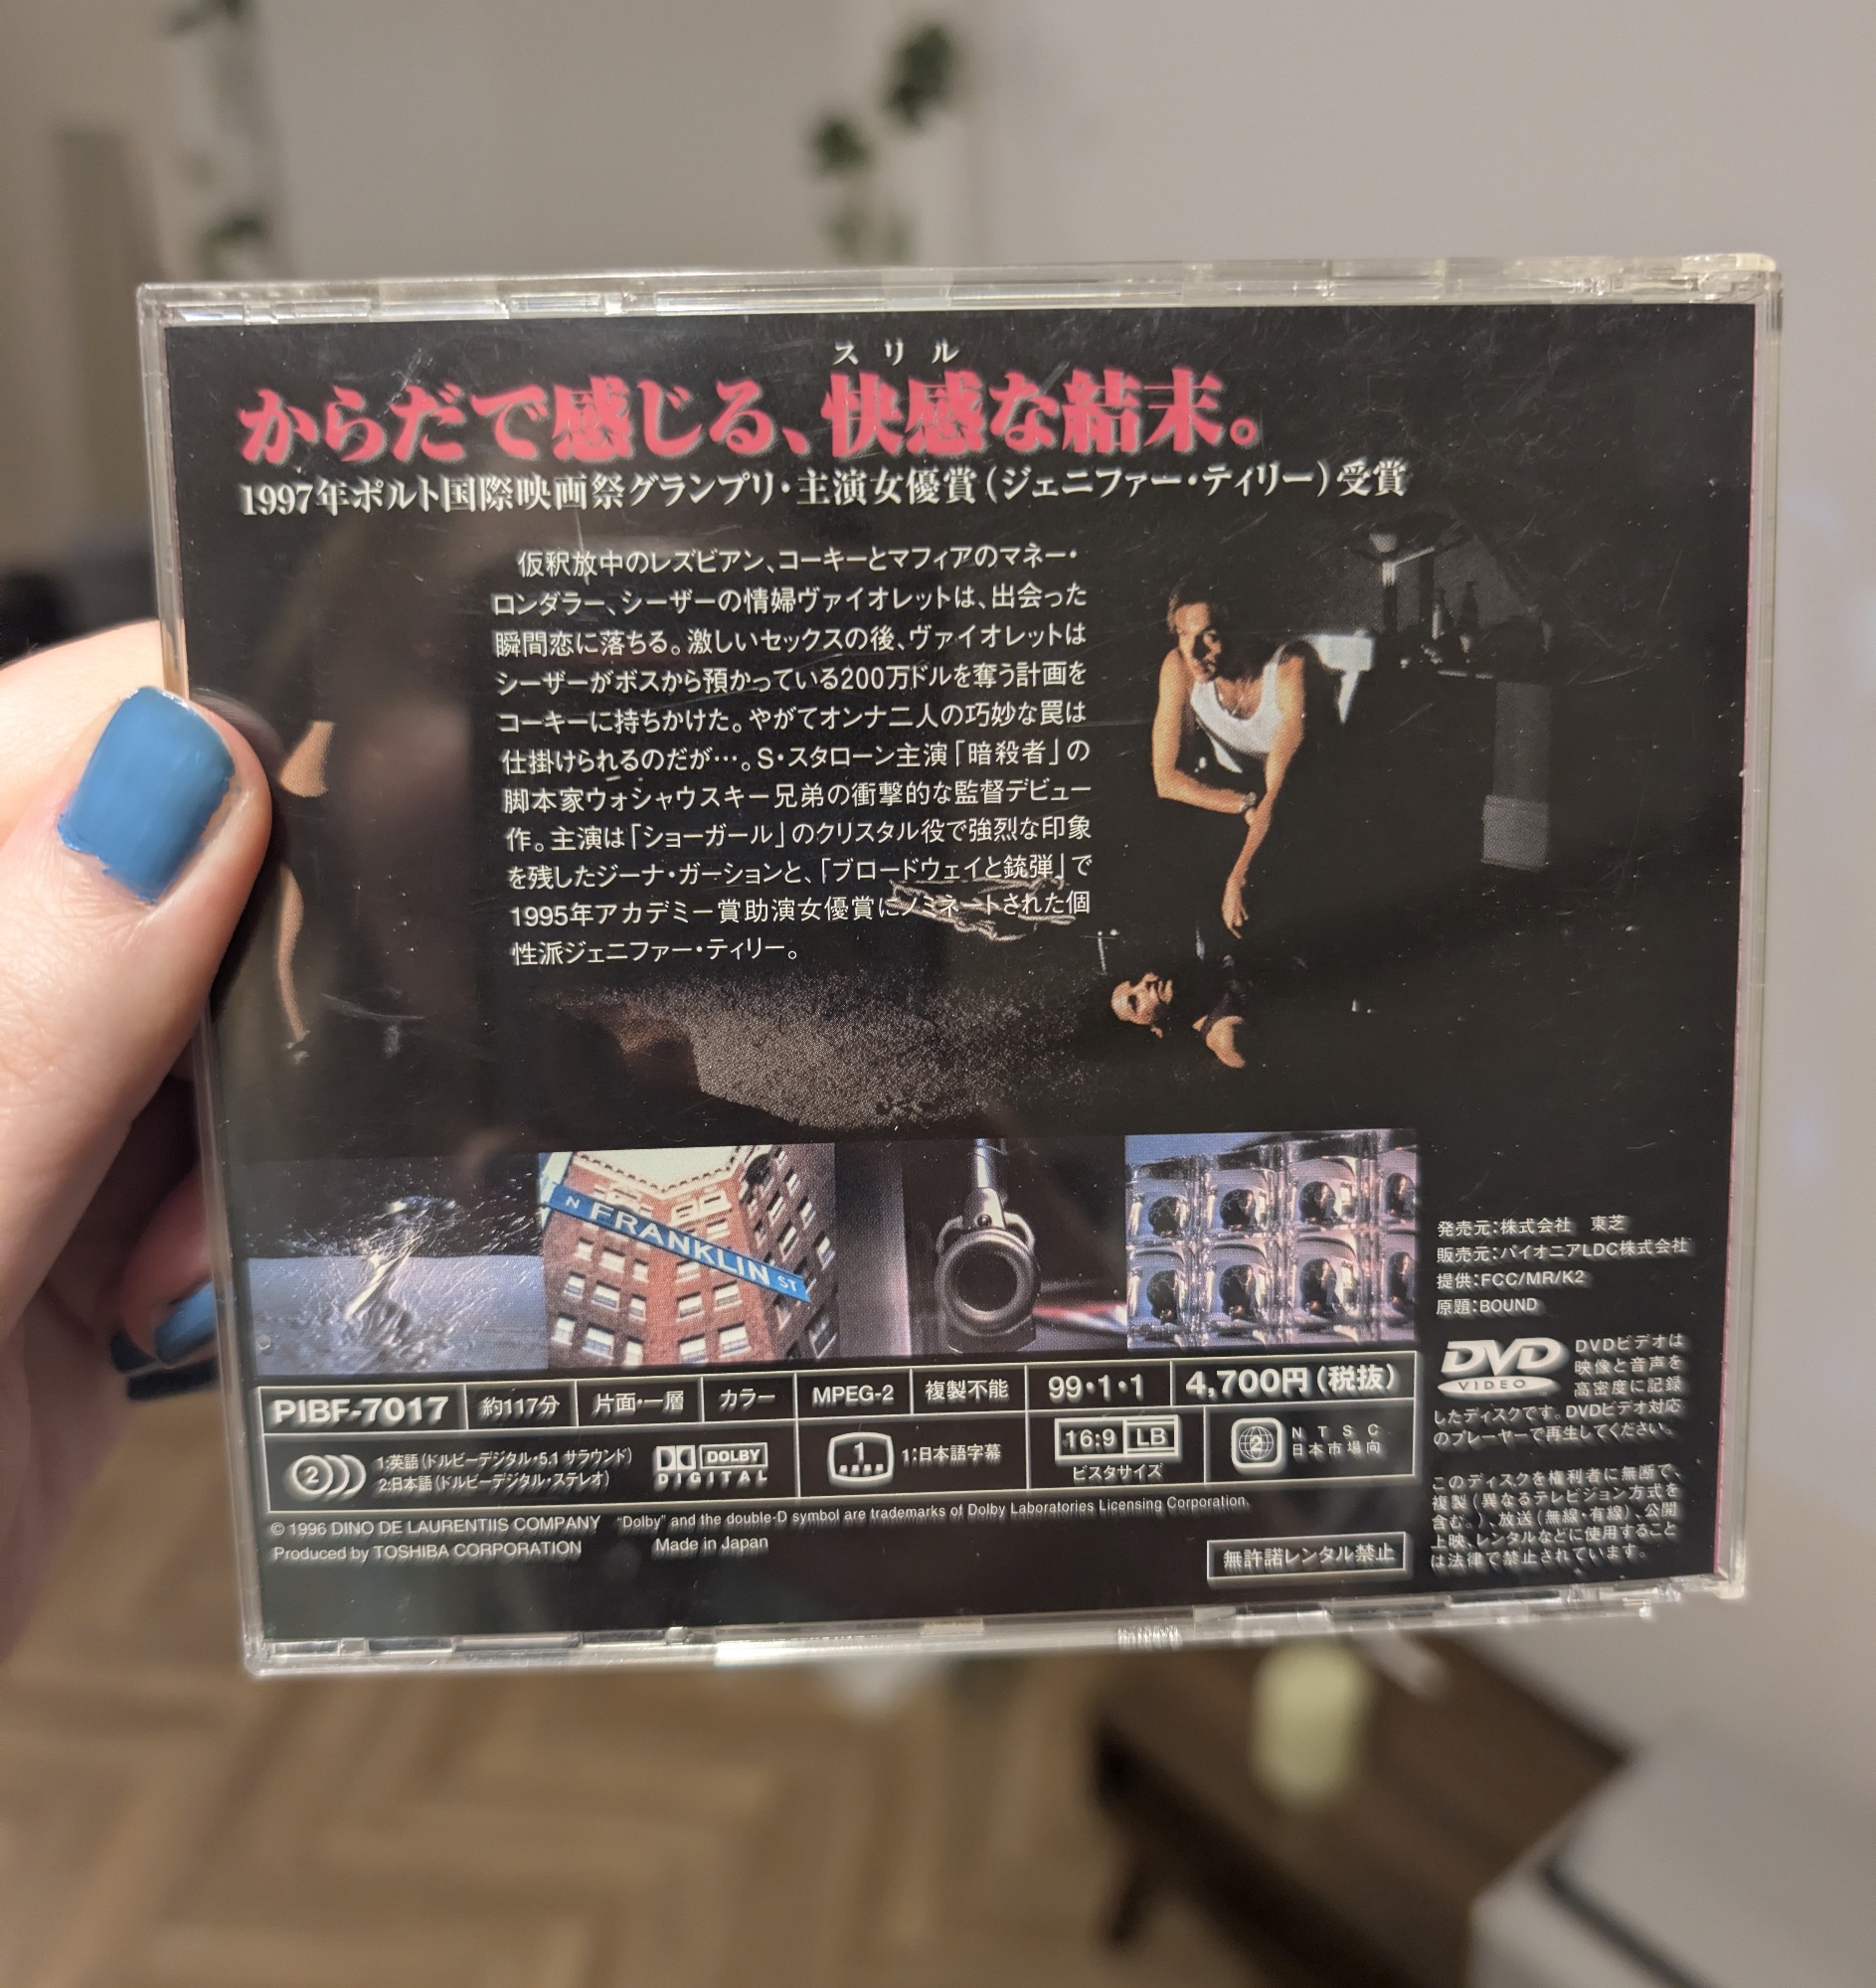 スリル
からだで感じる、快感な結末。
1997年ポルト国際映画祭グランプリ・主演女優賞(ジェニファー・ティリー)受賞
仮釈放中のレズビアン、コーキーとマフィアのマネー・
ロンダラー、シーザーの情婦ヴァイオレットは、出会った
瞬間恋に落ちる。激しいセックスの後、ヴァイオレットは
シーザーがボスから預かっている200万ドルを奪う計画を
コーキーに持ちかけた。やがてオンナ二人の巧妙な罠は
仕掛けられるのだが…。S・スタローン主演「暗殺者」の
脚本家ウォシャウスキー兄弟の衝撃的な監督デビュー
作。主演は「ショーガール」のクリスタル役で強烈な印象
を残したジーナ・ガーションと、「ブロードウェイと銃弾」で
1995年アカデミー賞助演女優賞にノミネートされた個
性派ジェニファー・ティリー。
N FRANKLIN ST
発売元:株式会社 東芝
販売元:パイオニアLDC株式会社
提供:FCC/MR/K2
原題:BOUND
DVD VIDEO
DVDビデオは
映像と音声を
高密度に記録
したディスクです。DVDビデオ対応
のプレーヤーで再生してください。
このディスクを権利者に無断で、
複製(異なるテレビジョン方式を
含む。)、放送(無線・有線)、公開
上映、レンタルなどに使用すること
は法律で禁止されています。
PIBF-7017 約117分 片面・一層 カラー MPEG-2 複製不能 99・1・1 4,700円(税抜)
2 1:英語(ドルビーデジタル・5.1 サラウンド)
2:日本語(ドルビーデジタル・ステレオ)
DOLBY
DIGITAL
1 1:日本語字幕
16:9 LB
ビスタサイズ
2 NTSC
日本市場向
© 1996 DINO DE LAURENTIIS COMPANY "Dolby" and the double-D symbol are trademarks of Dolby Laboratories Licensing Corporation.
Produced by TOSHIBA CORPORATION Made in Japan
無許諾レンタル禁止